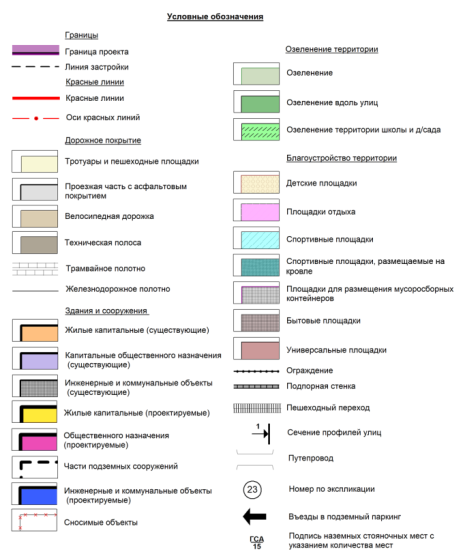 Условные обозначения
Границы
Граница проекта
Линия застройки
Красные линии
Красные линии
Оси красных линий
Дорожное покрытие
Тротуары и пешеходные площадки
Проезжая часть с асфальтовым
покрытием
Велосипедная дорожка
Техническая полоса
Трамвайное полотно
Железнодорожное полотно
Здания и сооружения
Жилые капитальные (существующие)
Капитальные общественного назначения
(существующие)
Инженерные и коммунальные объекты
(существующие)
Жилые капитальные (проектируемые)
Общественного назначения
(проектируемые)
Части подземных сооружений
Инженерные и коммунальные объекты
(проектируемые)
Сносимые объекты
Озеленение территории
Озеленение
Озеленение вдоль улиц
Озеленение территории школы и д/сада
Благоустройство территории
Детские площадки
Площадки отдыха
Спортивные площадки
Спортивные площадки, размещаемые на
кровле
Площадки для размещения мусоросборных
контейнеров
Бытовые площадки
Универсальные площадки
Ограждение
Подпорная стенка
Пешеходный переход
1
Сечение профилей улиц
Путепровод
23
Номер по экспликации
Въезды в подземный паркинг
ГСА
15
Подпись наземных стояночных мест с
указанием количества мест